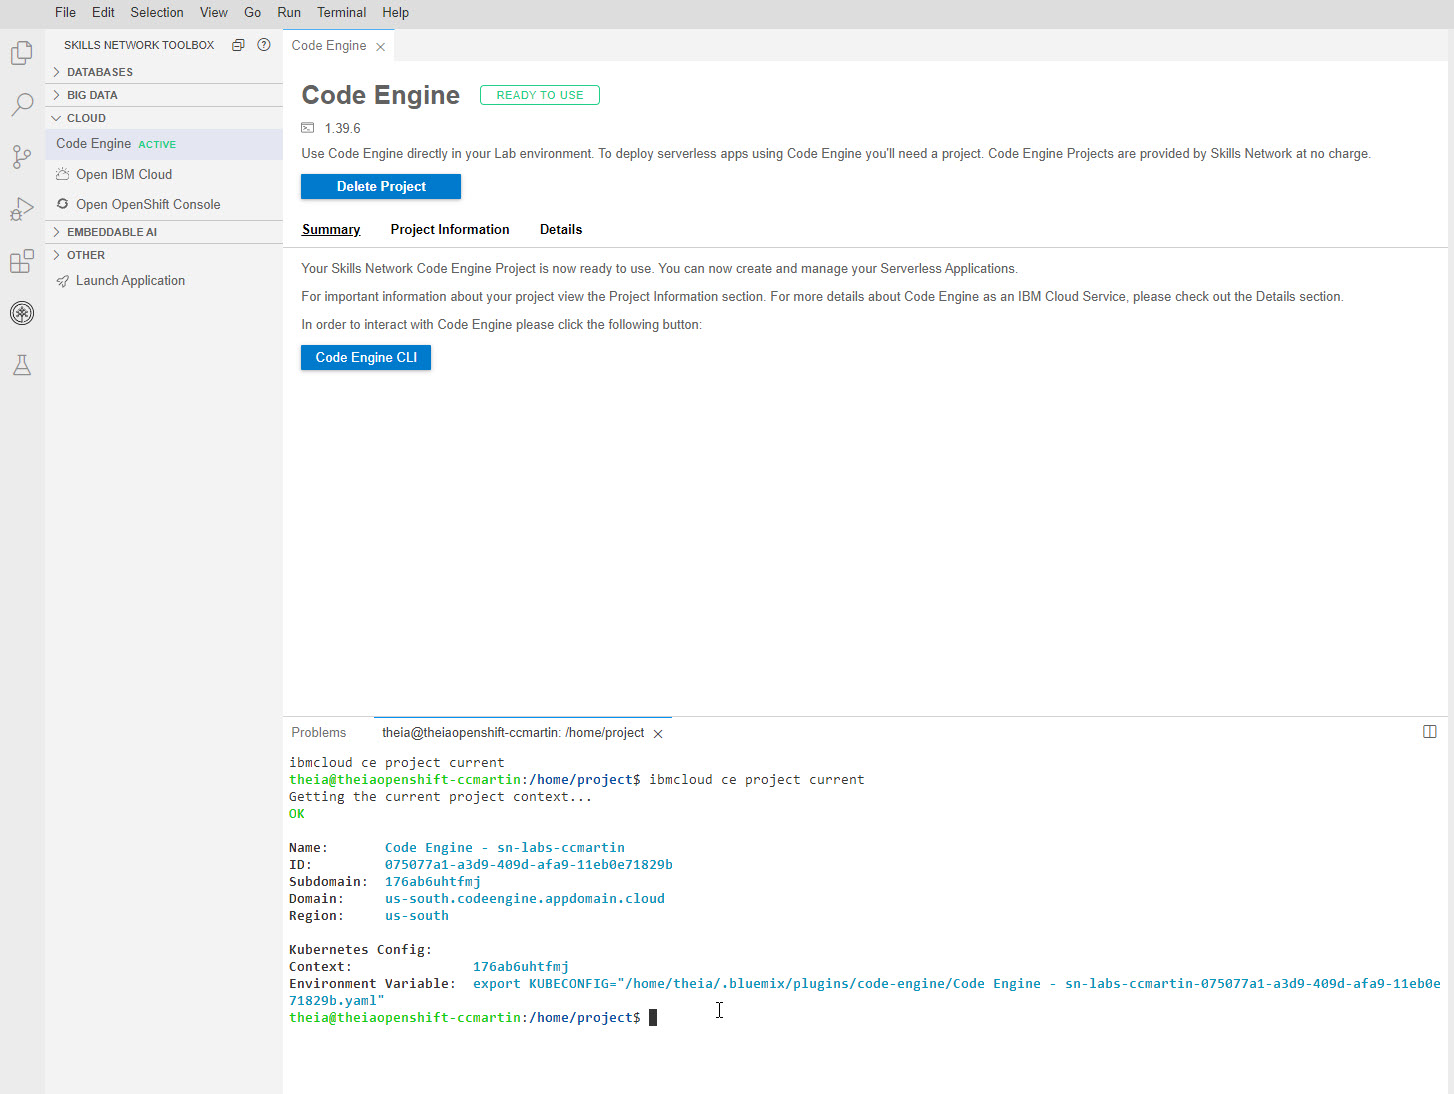 File Edit Selection View Go Run Terminal Help
SKILLS NETWORK TOOLBOX
DATABASES
BIG DATA
CLOUD
Code Engine ACTIVE
Open IBM Cloud
Open OpenShift Console
EMBEDDABLE AI
OTHER
Launch Application
Code Engine
Code Engine READY TO USE
1.39.6
Use Code Engine directly in your Lab environment. To deploy serverless apps using Code Engine you'll need a project. Code Engine Projects are provided by Skills Network at no charge.
Delete Project
Summary Project Information Details
Your Skills Network Code Engine Project is now ready to use. You can now create and manage your Serverless Applications.
For important information about your project view the Project Information section. For more details about Code Engine as an IBM Cloud Service, please check out the Details section.
In order to interact with Code Engine please click the following button:
Code Engine CLI
Problems theia@theiaopenshift-ccmartin: /home/project
ibmcloud ce project current
theia@theiaopenshift-ccmartin:/home/project$ ibmcloud ce project current
Getting the current project context...
OK
Name: Code Engine - sn-labs-ccmartin
ID: 075077a1-a3d9-409d-afa9-11eb0e71829b
Subdomain: 176ab6uhtfmj
Domain: us-south.codeengine.appdomain.cloud
Region: us-south
Kubernetes Config:
Context: 176ab6uhtfmj
Environment Variable: export KUBECONFIG="/home/theia/.bluemix/plugins/code-engine/Code Engine - sn-labs-ccmartin-075077a1-a3d9-409d-afa9-11eb0e
71829b.yaml"
theia@theiaopenshift-ccmartin:/home/project$